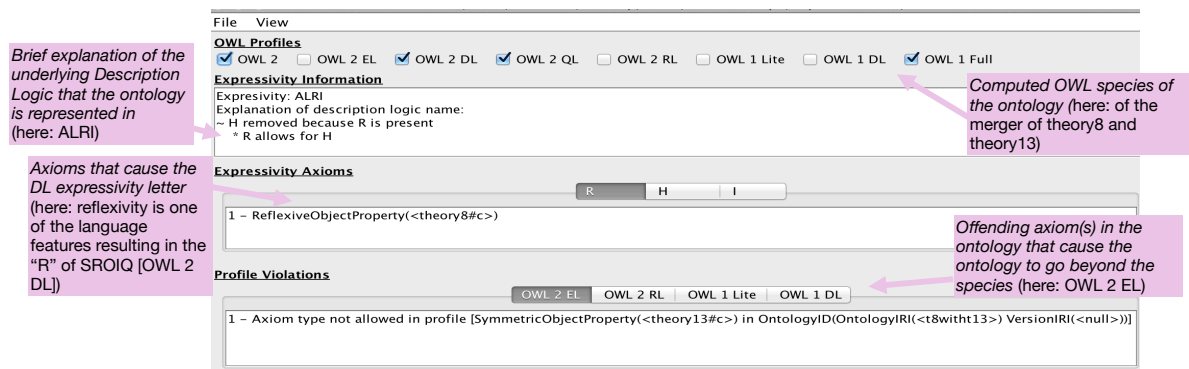 File View
OWL Profiles
OWL 2 OWL 2 EL OWL 2 DL OWL 2 QL OWL 2 RL OWL 1 Lite OWL 1 DL OWL 1 Full
Expressivity Information
Expresivity: ALRI
Explanation of description logic name:
~ H removed because R is present
* R allows for H
Expressivity Axioms
R H I
1 – ReflexiveObjectProperty(<theory8#c>)
Profile Violations
OWL 2 EL OWL 2 RL OWL 1 Lite OWL 1 DL
1 – Axiom type not allowed in profile [SymmetricObjectProperty(<theory13#c>) in OntologyID(OntologyIRI(<t8witht13>) VersionIRI(<null>))]
Brief explanation of the
underlying Description
Logic that the ontology
is represented in
(here: ALRI)
Axioms that cause the
DL expressivity letter
(here: reflexivity is one
of the language
features resulting in the
“R” of SROIQ [OWL 2
DL])
Computed OWL species of
the ontology (here: of the
merger of theory8 and
theory13)
Offending axiom(s) in the
ontology that cause the
ontology to go beyond the
species (here: OWL 2 EL)